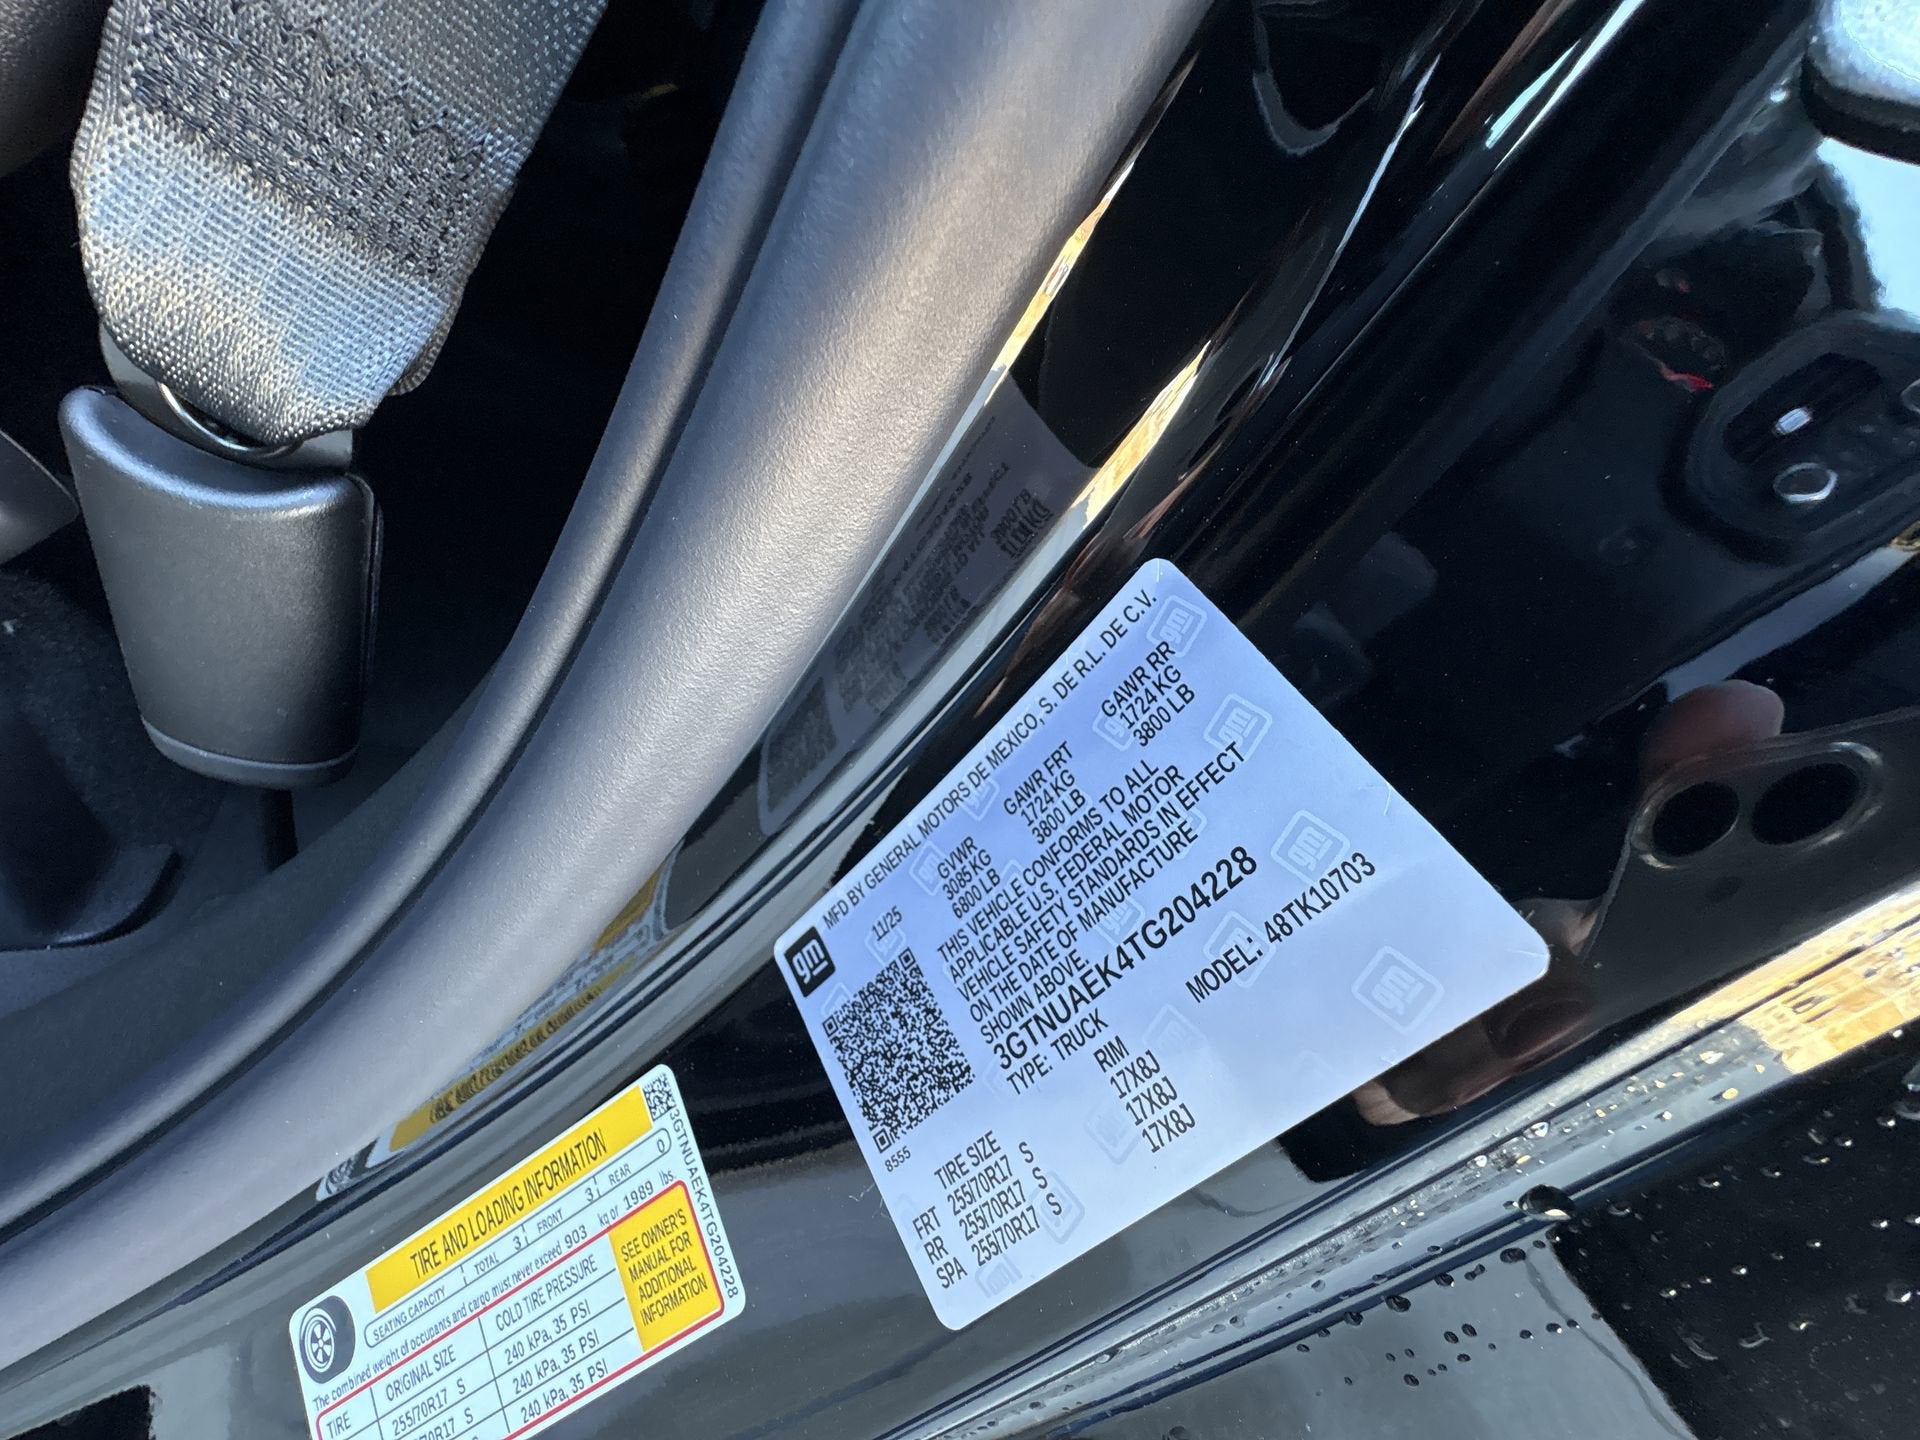 gm MFD BY GENERAL MOTORS DE MEXICO, S. DE R.L. DE C.V.
11/25
GVWR GAWR FRT GAWR RR
3085 KG 1724 KG 1724 KG
6800 LB 3800 LB 3800 LB
THIS VEHICLE CONFORMS TO ALL
APPLICABLE U.S. FEDERAL MOTOR
VEHICLE SAFETY STANDARDS IN EFFECT
ON THE DATE OF MANUFACTURE
SHOWN ABOVE.
3GTNUAEK4TG204228
TYPE: TRUCK MODEL: 48TK10703
8555
TIRE SIZE RIM
FRT 255/70R17 S 17X8J
RR 255/70R17 S 17X8J
SPA 255/70R17 S 17X8J
TIRE AND LOADING INFORMATION
SEATING CAPACITY TOTAL 3 FRONT 3 REAR 0
The combined weight of occupants and cargo must never exceed 903 kg or 1989 lbs
TIRE ORIGINAL SIZE COLD TIRE PRESSURE
255/70R17 S 240 kPa, 35 PSI
S 240 kPa, 35 PSI
240 kPa, 35 PSI
SEE OWNER'S
MANUAL FOR
ADDITIONAL
INFORMATION
3GTNUAEK4TG204228